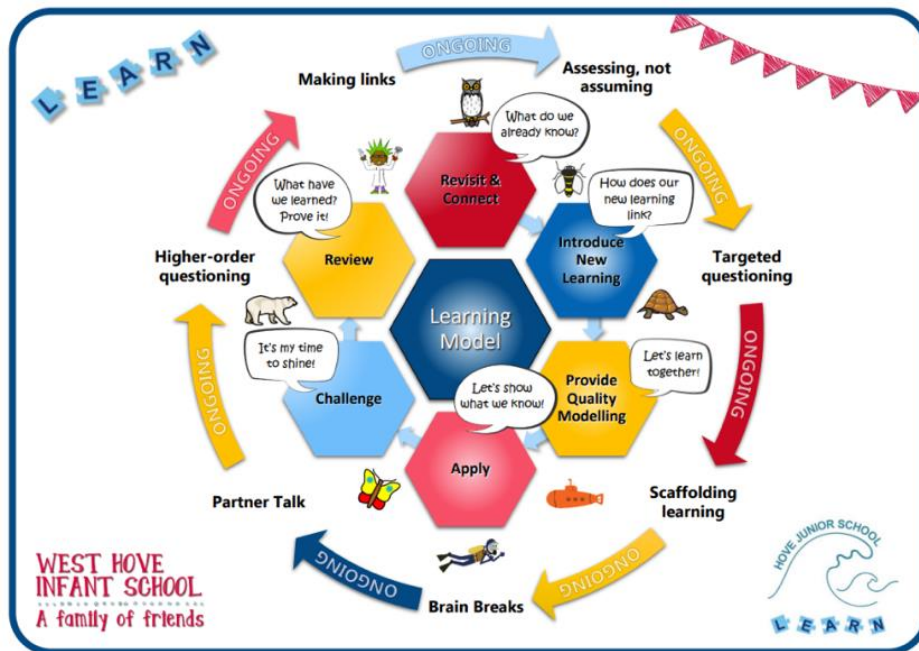 LEARN
ONGOING
Making links
Assessing, not
assuming
What do we
already know?
ONGOING
ONGOING
Revisit &
Connect
What have
we learned?
Prove it!
How does our
new learning
link?
Higher-order
questioning
Review
Introduce
New
Learning
Targeted
questioning
Learning
Model
It's my time
to shine!
Let's learn
together!
ONGOING
ONGOING
Challenge
Let's show
what we know!
Provide
Quality
Modelling
Apply
Partner Talk
Scaffolding
learning
ONGOING
ONGOING
Brain Breaks
WEST HOVE
INFANT SCHOOL
A family of friends
HOVE JUNIOR SCHOOL
LEARN